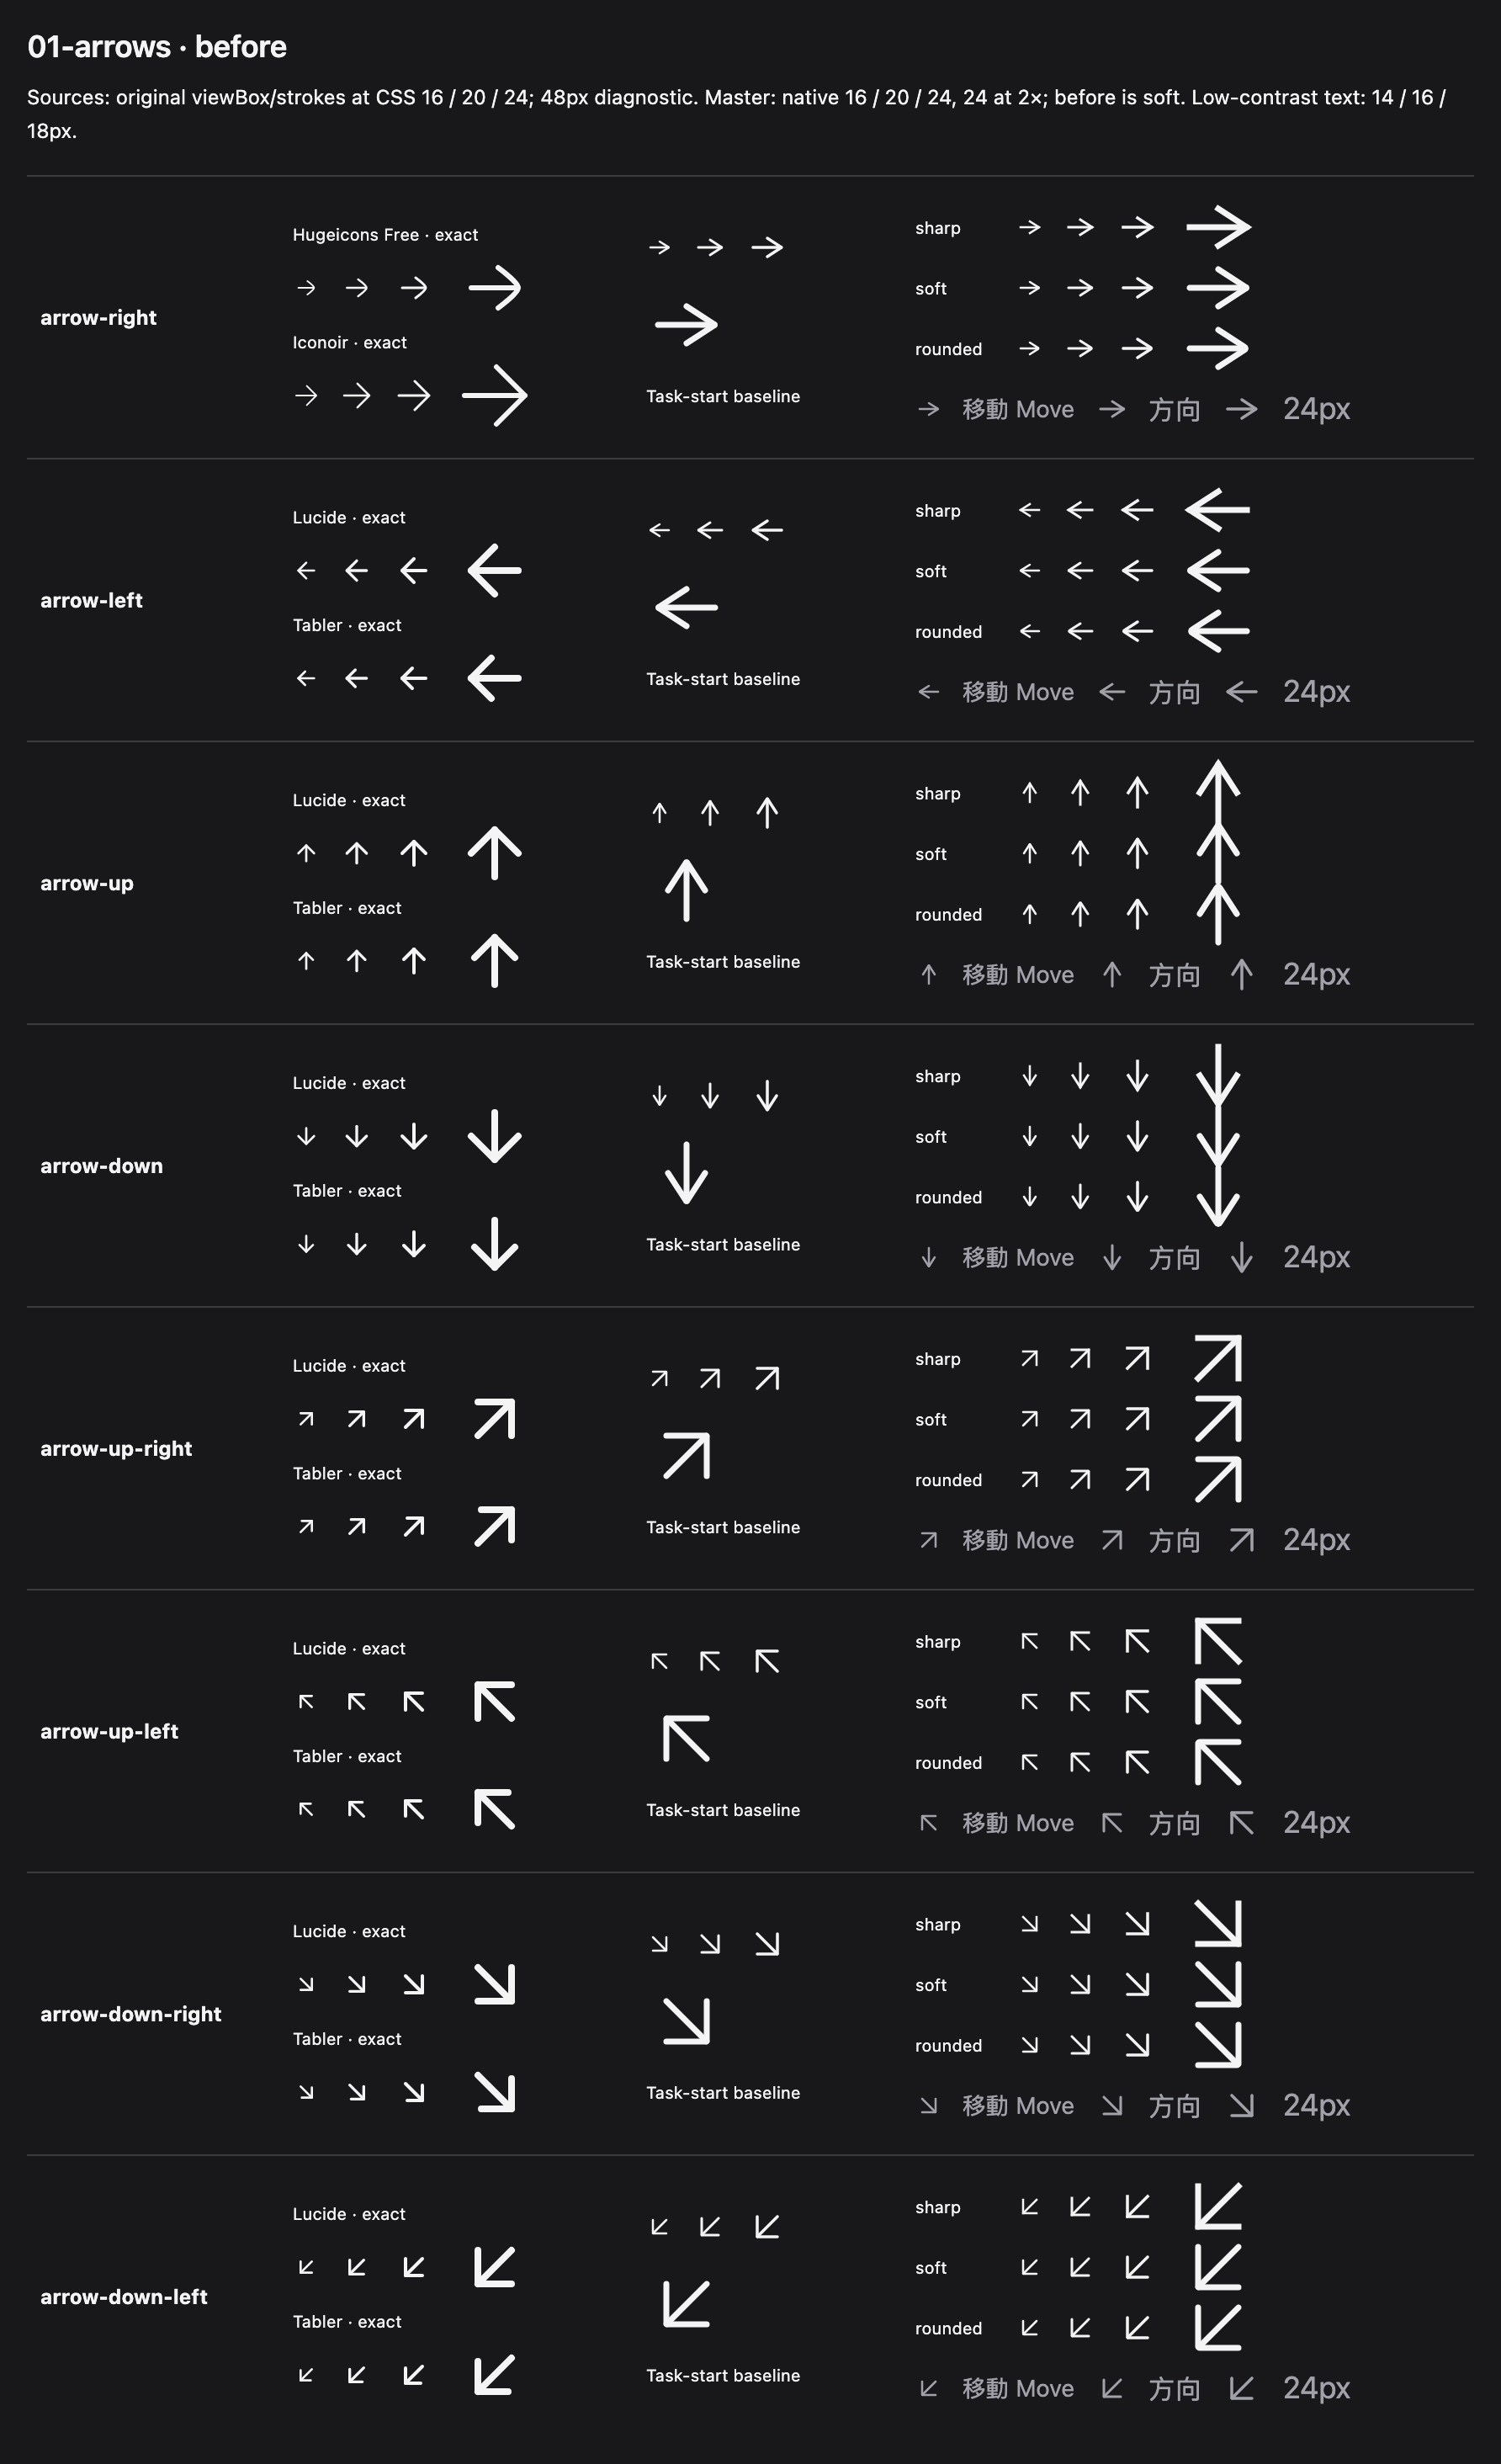 01-arrows · before
Sources: original viewBox/strokes at CSS 16 / 20 / 24; 48px diagnostic. Master: native 16 / 20 / 24, 24 at 2×; before is soft. Low-contrast text: 14 / 16 /
18px.
arrow-right
Hugeicons Free · exact
Iconoir · exact
Task-start baseline
sharp
soft
rounded
移動 Move 方向 24px
arrow-left
Lucide · exact
Tabler · exact
Task-start baseline
sharp
soft
rounded
移動 Move 方向 24px
arrow-up
Lucide · exact
Tabler · exact
Task-start baseline
sharp
soft
rounded
移動 Move 方向 24px
arrow-down
Lucide · exact
Tabler · exact
Task-start baseline
sharp
soft
rounded
移動 Move 方向 24px
arrow-up-right
Lucide · exact
Tabler · exact
Task-start baseline
sharp
soft
rounded
移動 Move 方向 24px
arrow-up-left
Lucide · exact
Tabler · exact
Task-start baseline
sharp
soft
rounded
移動 Move 方向 24px
arrow-down-right
Lucide · exact
Tabler · exact
Task-start baseline
sharp
soft
rounded
移動 Move 方向 24px
arrow-down-left
Lucide · exact
Tabler · exact
Task-start baseline
sharp
soft
rounded
移動 Move 方向 24px